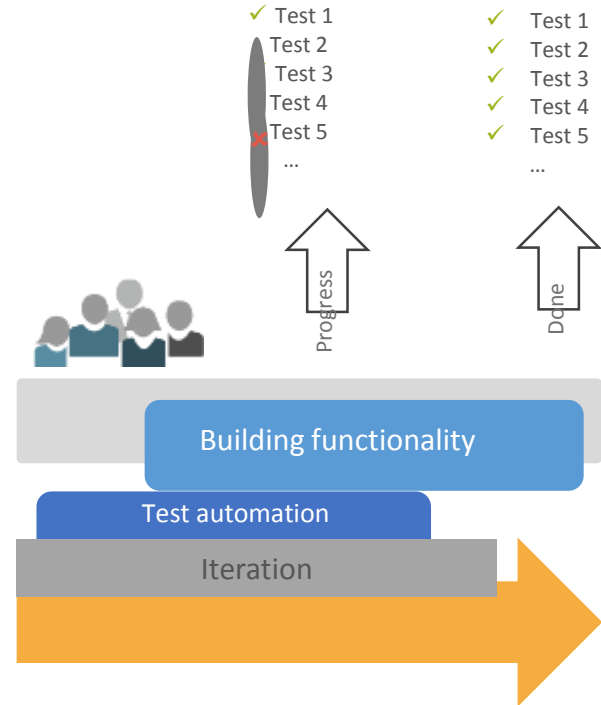 ✓ Test 1
Test 2
Test 3
Test 4
✗ Test 5
...
✓ Test 1
✓ Test 2
✓ Test 3
✓ Test 4
✓ Test 5
...
Progress
Done
Building functionality
Test automation
Iteration